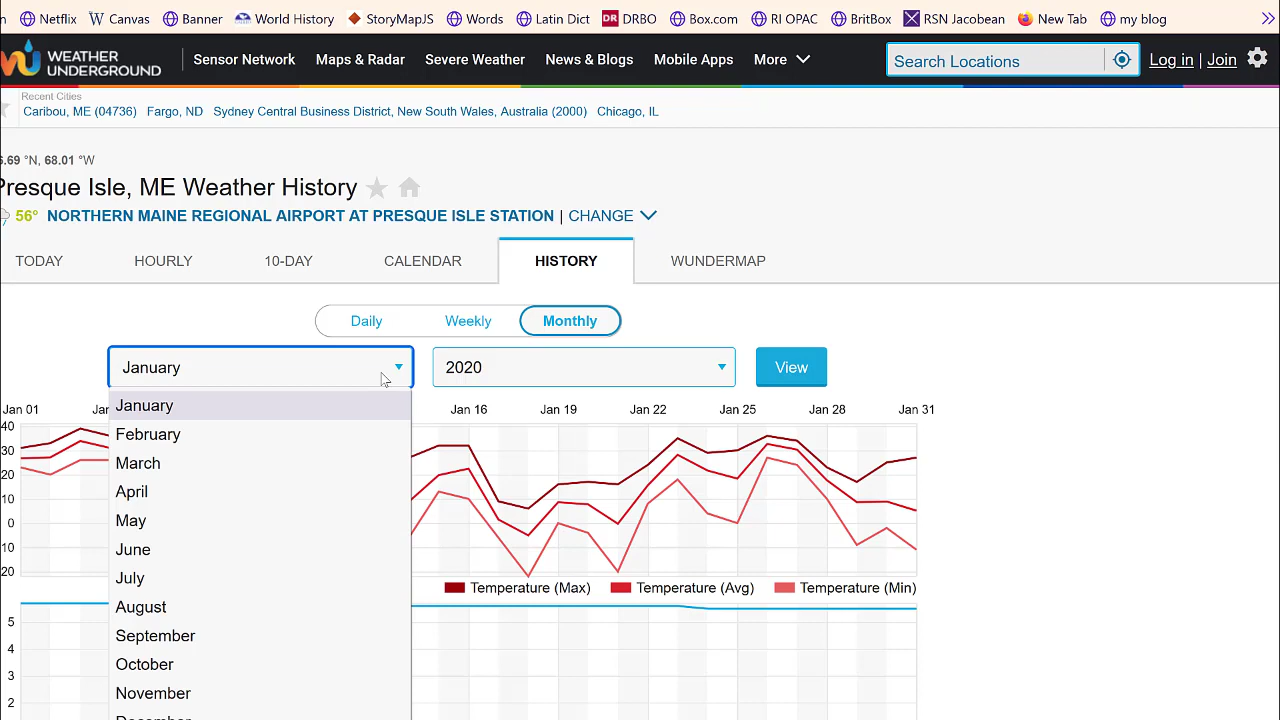 Netflix Canvas Banner World History StoryMapJS Words Latin Dict DRBO Box.com RI OPAC BritBox RSN Jacobean New Tab my blog
WEATHER UNDERGROUND Sensor Network Maps & Radar Severe Weather News & Blogs Mobile Apps More Search Locations Log in | Join
Recent Cities
Caribou, ME (04736) Fargo, ND Sydney Central Business District, New South Wales, Australia (2000) Chicago, IL
6.69 °N, 68.01 °W
Presque Isle, ME Weather History
56° NORTHERN MAINE REGIONAL AIRPORT AT PRESQUE ISLE STATION | CHANGE
TODAY HOURLY 10-DAY CALENDAR HISTORY WUNDERMAP
Daily Weekly Monthly
January 2020 View
Jan 01 Jan 16 Jan 19 Jan 22 Jan 25 Jan 28 Jan 31
January
February
March
April
May
June
July
August
September
October
November
December
40
30
20
10
0
10
20
Temperature (Max) Temperature (Avg) Temperature (Min)
5
4
3
2